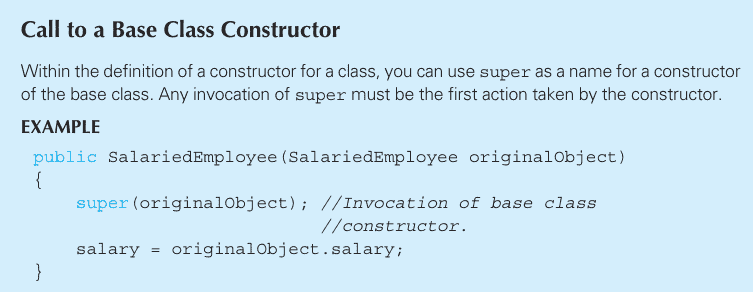 Call to a Base Class Constructor
Within the definition of a constructor for a class, you can use super as a name for a constructor
of the base class. Any invocation of super must be the first action taken by the constructor.
EXAMPLE
public SalariedEmployee(SalariedEmployee originalObject)
{
    super(originalObject); //Invocation of base class
                           //constructor.
    salary = originalObject.salary;
}